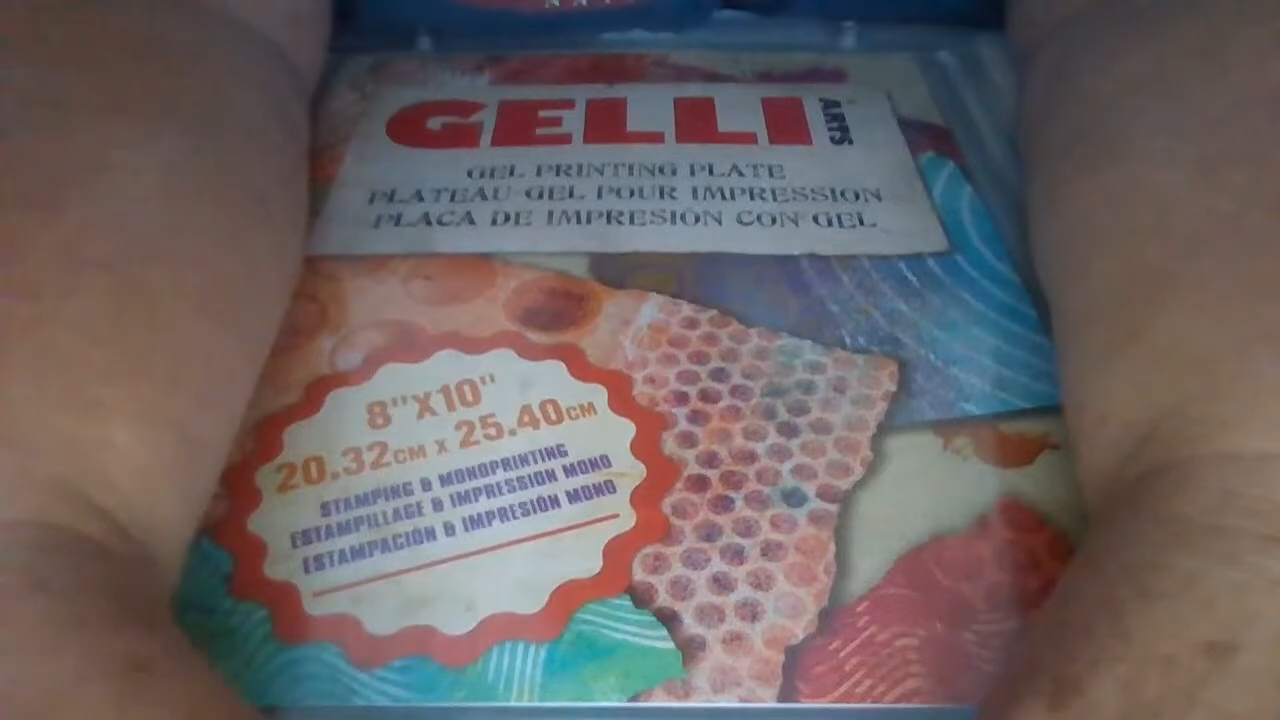 GELLI ARTS
GEL PRINTING PLATE
PLATEAU GEL POUR IMPRESSION
PLACA DE IMPRESIÓN CON GEL
8"X10"
20.32CM X 25.40CM
STAMPING & MONOPRINTING
ESTAMPILLAGE & IMPRESSION MONO
ESTAMPACIÓN & IMPRESIÓN MONO